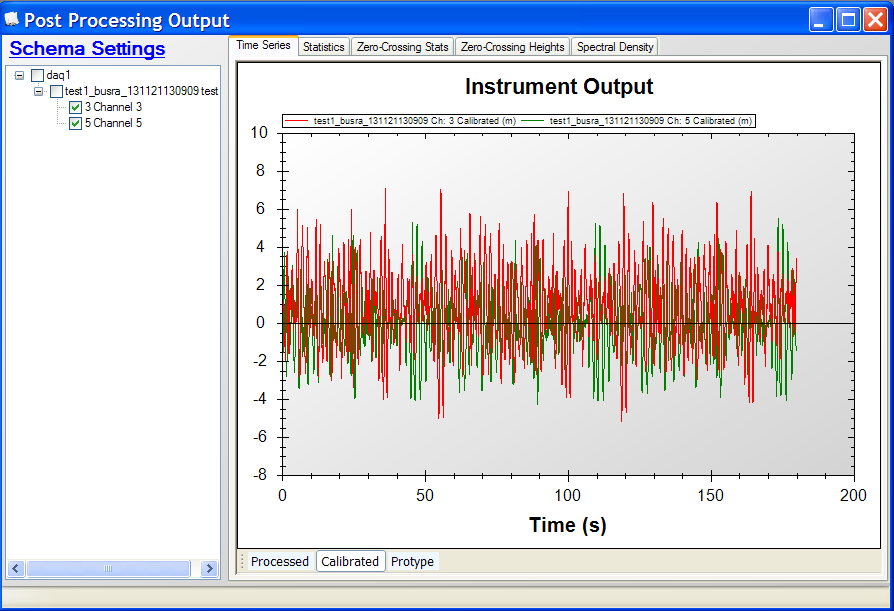 Post Processing Output
Schema Settings
daq1
test1_busra_131121130909 test
3 Channel 3
5 Channel 5
Time Series Statistics Zero-Crossing Stats Zero-Crossing Heights Spectral Density
Instrument Output
test1_busra_131121130909 Ch: 3 Calibrated (m) test1_busra_131121130909 Ch: 5 Calibrated (m)
10
8
6
4
2
0
-2
-4
-6
-8
0 50 100 150 200
Time (s)
Processed Calibrated Protype